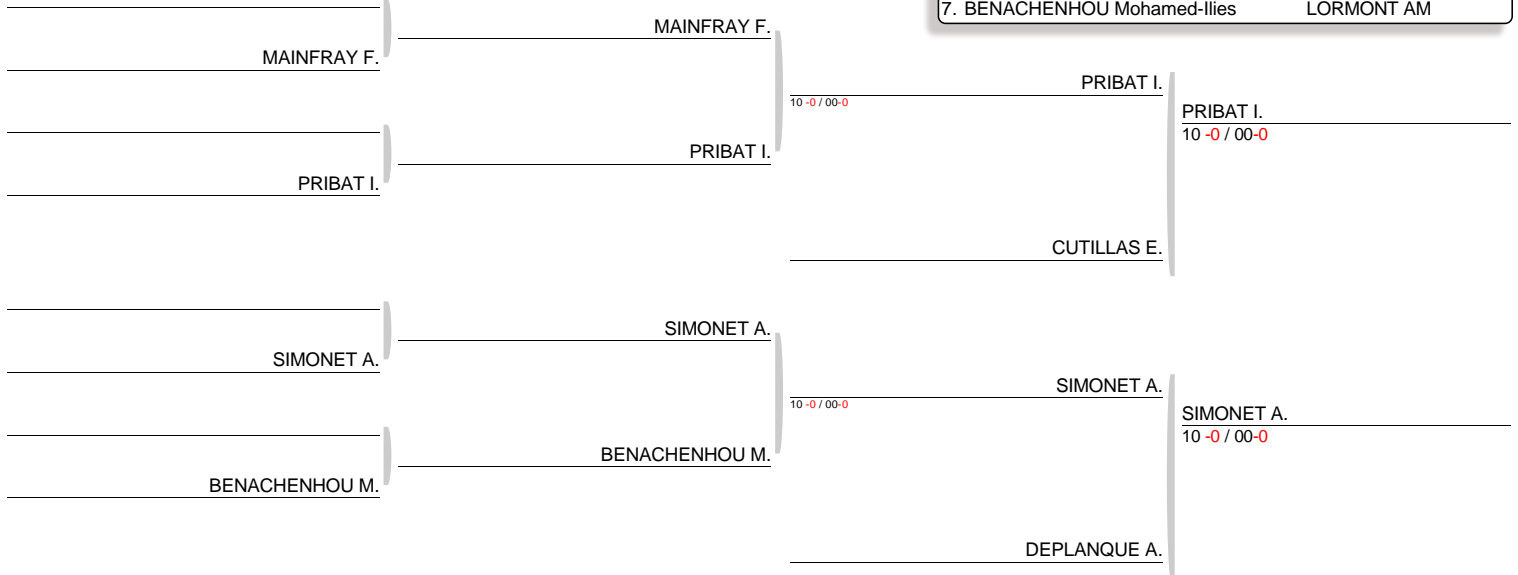 7. BENACHENHOU Mohamed-Ilies LORMONT AM
MAINFRAY F.
MAINFRAY F.
PRIBAT I.
10 -0 / 00-0
PRIBAT I.
10 -0 / 00-0
PRIBAT I.
PRIBAT I.
CUTILLAS E.
SIMONET A.
SIMONET A.
SIMONET A.
10 -0 / 00-0
SIMONET A.
10 -0 / 00-0
BENACHENHOU M.
BENACHENHOU M.
DEPLANQUE A.